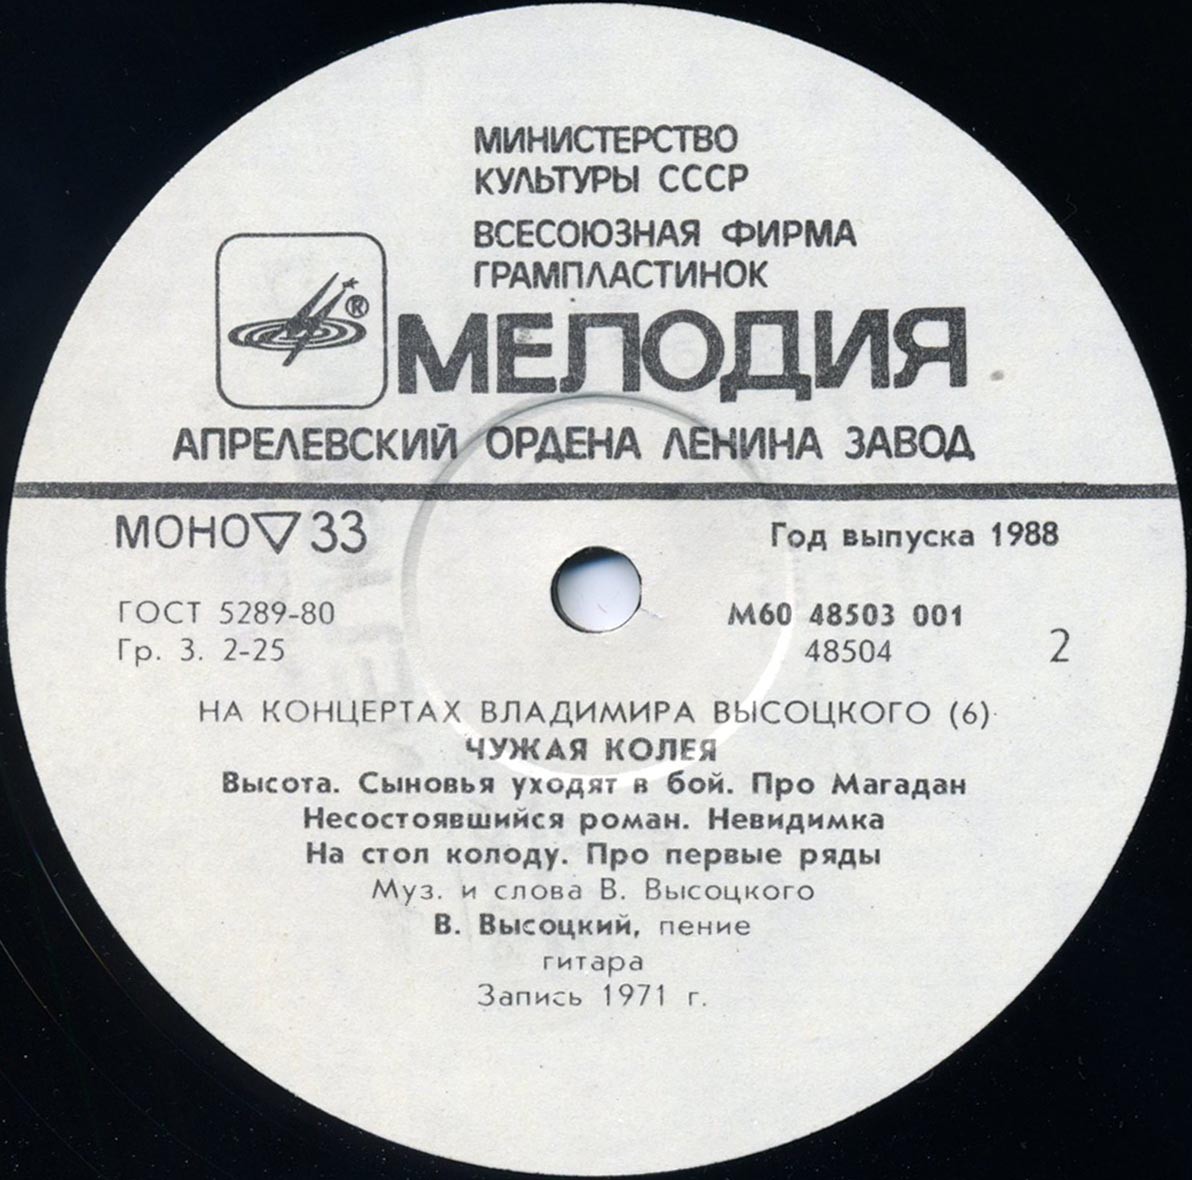 МИНИСТЕРСТВО
КУЛЬТУРЫ СССР
ВСЕСОЮЗНАЯ ФИРМА
ГРАМПЛАСТИНОК
®
МЕЛОДИЯ
АПРЕЛЕВСКИЙ ОРДЕНА ЛЕНИНА ЗАВОД
МОНО▽33
Год выпуска 1988
ГОСТ 5289-80
М60 48503 001
Гр. 3. 2-25
48504
2
НА КОНЦЕРТАХ ВЛАДИМИРА ВЫСОЦКОГО (6)
ЧУЖАЯ КОЛЕЯ
Высота. Сыновья уходят в бой. Про Магадан
Несостоявшийся роман. Невидимка
На стол колоду. Про первые ряды
Муз. и слова В. Высоцкого
В. Высоцкий, пение
гитара
Запись 1971 г.